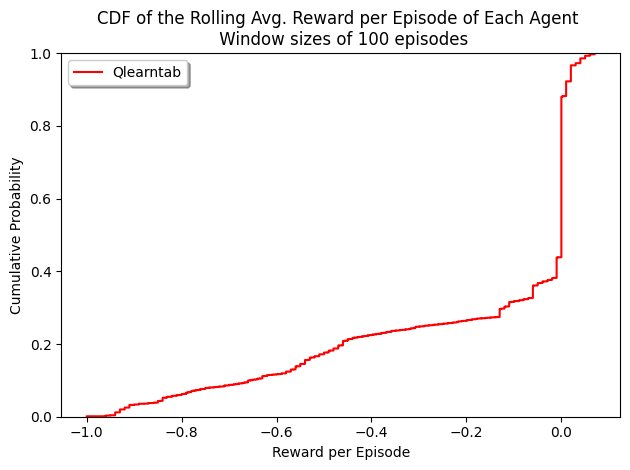 CDF of the Rolling Avg. Reward per Episode of Each Agent
Window sizes of 100 episodes
Qlearntab
1.0
0.8
0.6
0.4
0.2
0.0
Cumulative Probability
−1.0 −0.8 −0.6 −0.4 −0.2 0.0
Reward per Episode